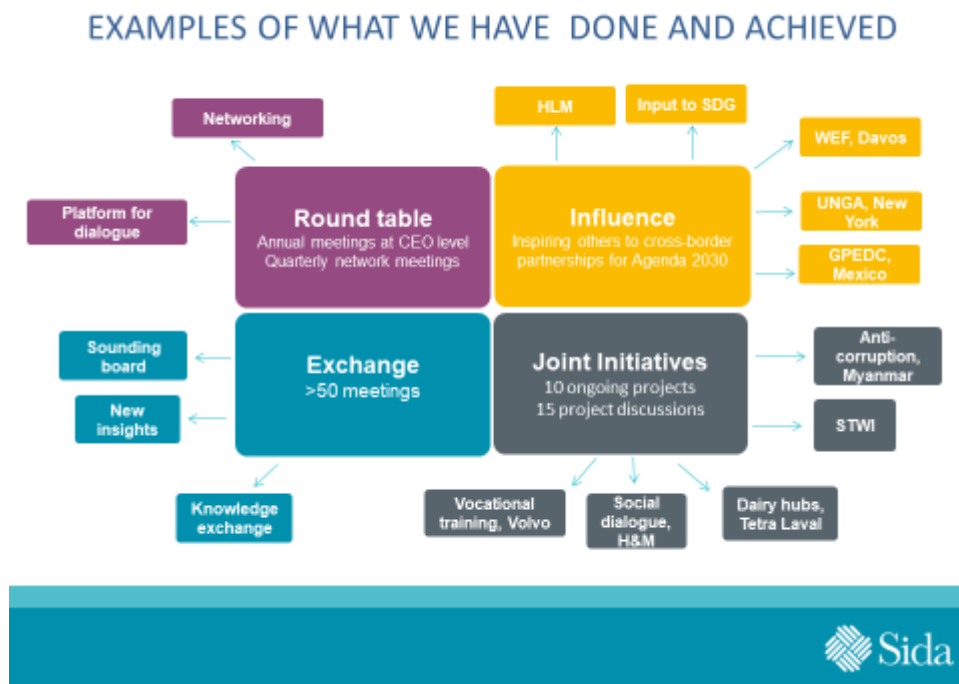 EXAMPLES OF WHAT WE HAVE DONE AND ACHIEVED
HLM
Input to SDG
Networking
WEF, Davos
Platform for
dialogue
Round table
Annual meetings at CEO level
Quarterly network meetings
Influence
Inspiring others to cross-border
partnerships for Agenda 2030
UNGA, New
York
GPEDC,
Mexico
Sounding
board
New
insights
Exchange
>50 meetings
Joint Initiatives
10 ongoing projects
15 project discussions
Anti-
corruption,
Myanmar
STWI
Knowledge
exchange
Vocational
training, Volvo
Social
dialogue,
H&M
Dairy hubs,
Tetra Laval
Sida